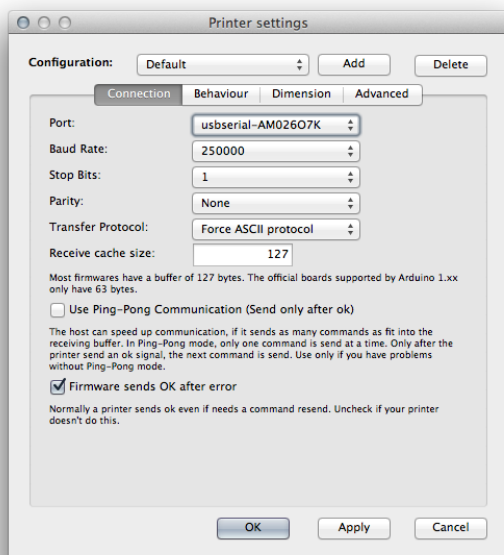 Printer settings
Configuration: Default Add Delete
Connection Behaviour Dimension Advanced
Port: usbserial-AM026O7K
Baud Rate: 250000
Stop Bits: 1
Parity: None
Transfer Protocol: Force ASCII protocol
Receive cache size: 127
Most firmwares have a buffer of 127 bytes. The official boards supported by Arduino 1.xx
only have 63 bytes.
Use Ping-Pong Communication (Send only after ok)
The host can speed up communication, if it sends as many commands as fit into the
receiving buffer. In Ping-Pong mode, only one command is send at a time. Only after the
printer send an ok signal, the next command is send. Use only if you have problems
without Ping-Pong mode.
Firmware sends OK after error
Normally a printer sends ok even if needs a command resend. Uncheck if your printer
doesn't do this.
OK Apply Cancel